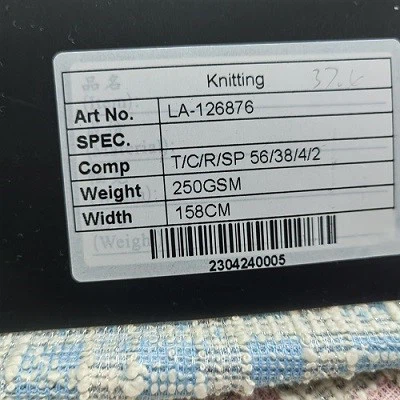 品名 Knitting 37.6
Art No. LA-126876
SPEC.
Comp T/C/R/SP 56/38/4/2
Weight 250GSM
Width 158CM
(Weigh
2304240005